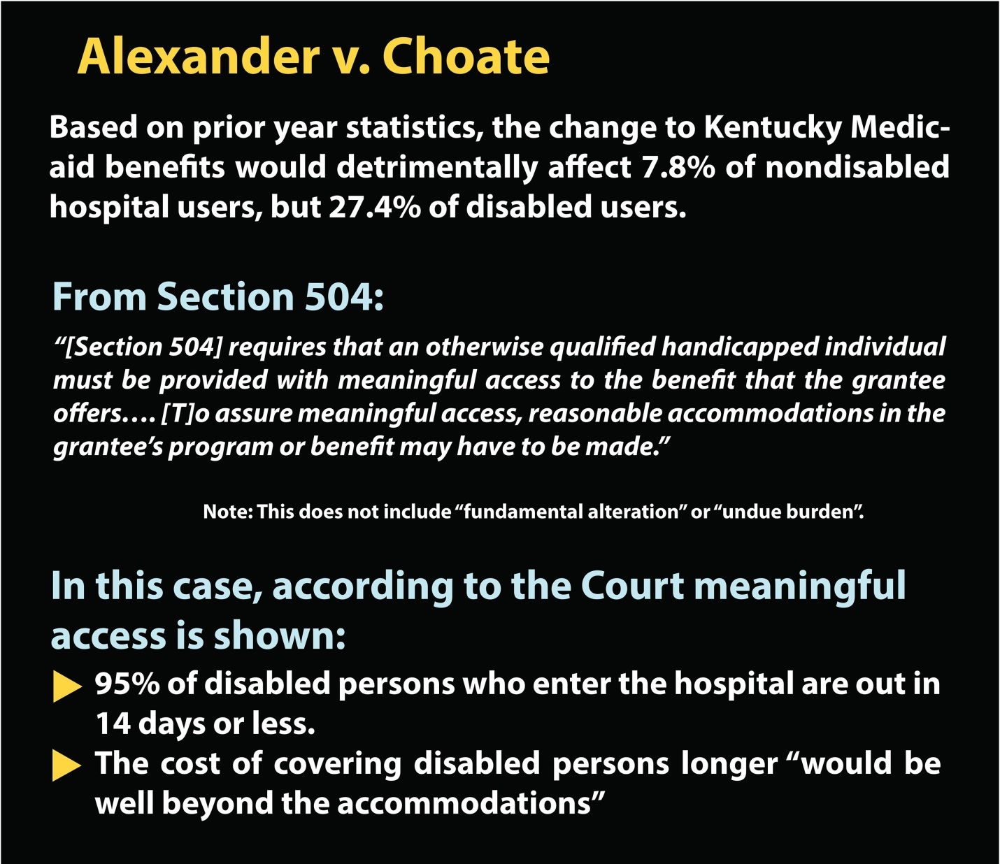 Alexander v. Choate
Based on prior year statistics, the change to Kentucky Medic-
aid benefits would detrimentally affect 7.8% of nondisabled
hospital users, but 27.4% of disabled users.
From Section 504:
“[Section 504] requires that an otherwise qualified handicapped individual
must be provided with meaningful access to the benefit that the grantee
offers…. [T]o assure meaningful access, reasonable accommodations in the
grantee’s program or benefit may have to be made.”
Note: This does not include “fundamental alteration” or “undue burden”.
In this case, according to the Court meaningful
access is shown:
95% of disabled persons who enter the hospital are out in
14 days or less.
The cost of covering disabled persons longer “would be
well beyond the accommodations”